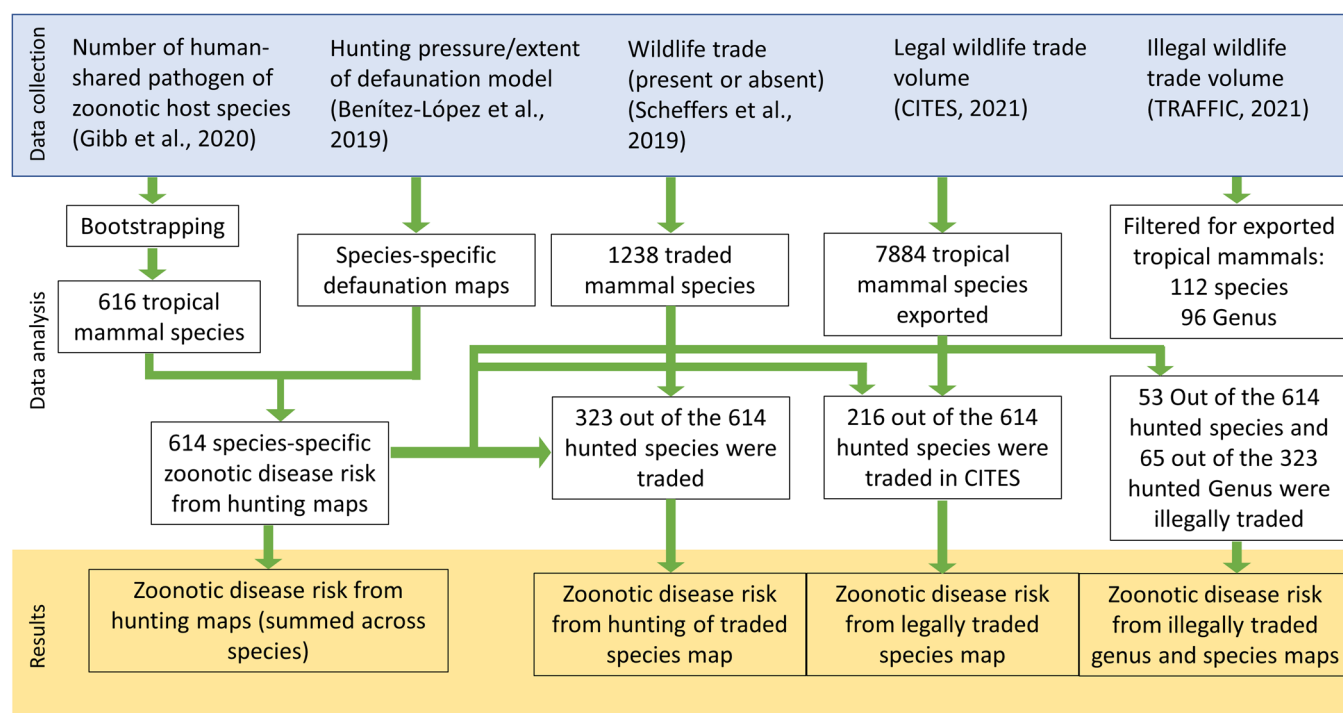 Data collection
Number of human-
shared pathogen of
zoonotic host species
(Gibb et al., 2020)
Hunting pressure/extent
of defaunation model
(Benítez-López et al.,
2019)
Wildlife trade
(present or absent)
(Scheffers et al.,
2019)
Legal wildlife trade
volume
(CITES, 2021)
Illegal wildlife
trade volume
(TRAFFIC, 2021)
Data analysis
Bootstrapping
616 tropical
mammal species
Species-specific
defaunation maps
1238 traded
mammal species
7884 tropical
mammal species
exported
Filtered for exported
tropical mammals:
112 species
96 Genus
614 species-specific
zoonotic disease risk
from hunting maps
323 out of the 614
hunted species were
traded
216 out of the 614
hunted species were
traded in CITES
53 Out of the 614
hunted species and
65 out of the 323
hunted Genus were
illegally traded
Results
Zoonotic disease risk from
hunting maps (summed across
species)
Zoonotic disease risk
from hunting of traded
species map
Zoonotic disease risk
from legally traded
species map
Zoonotic disease risk
from illegally traded
genus and species maps